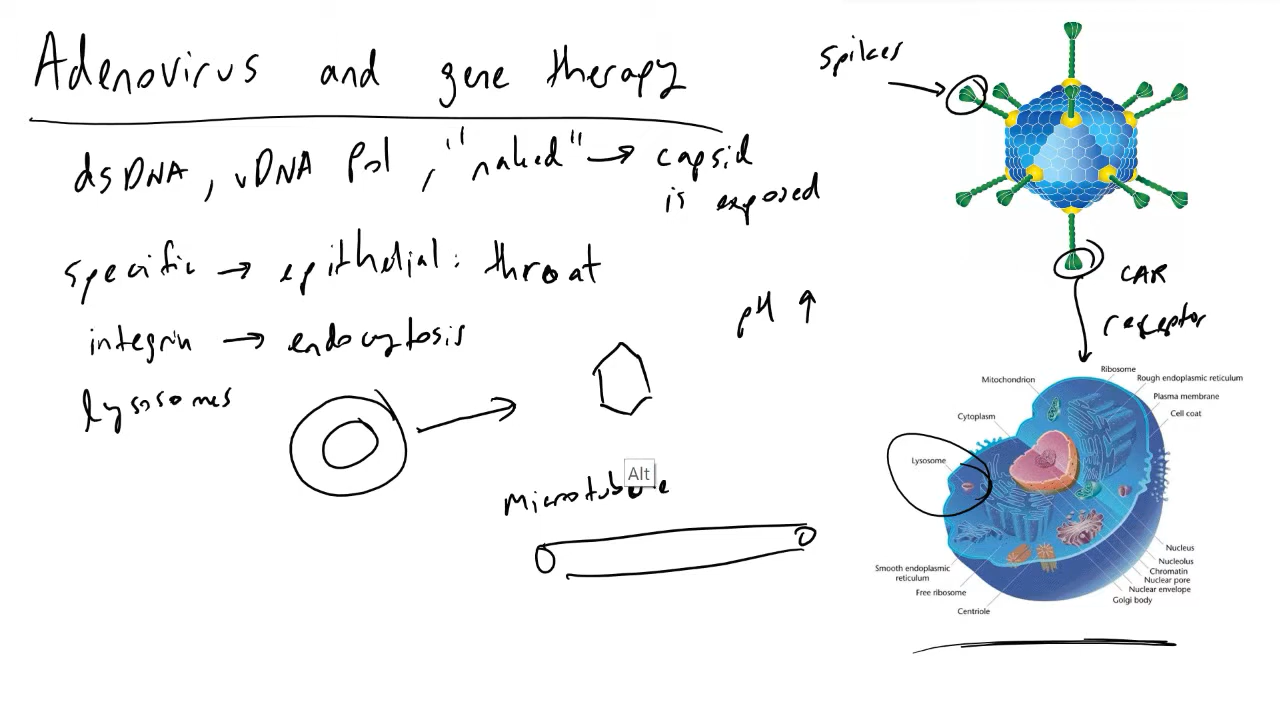 Adenovirus and gene therapy
dsDNA, vDNA Pol, "naked" → capsid
is exposed
specific → epithelial: throat
integrin → endocytosis
lysosomes
pH ↑
Microtubule
Alt
spikes
CAR
receptor
Ribosome
Mitochondrion
Rough endoplasmic reticulum
Plasma membrane
Cytoplasm
Cell coat
Lysosome
Nucleus
Nucleolus
Smooth endoplasmic
reticulum
Chromatin
Nuclear pore
Free ribosome
Nuclear envelope
Golgi body
Centriole